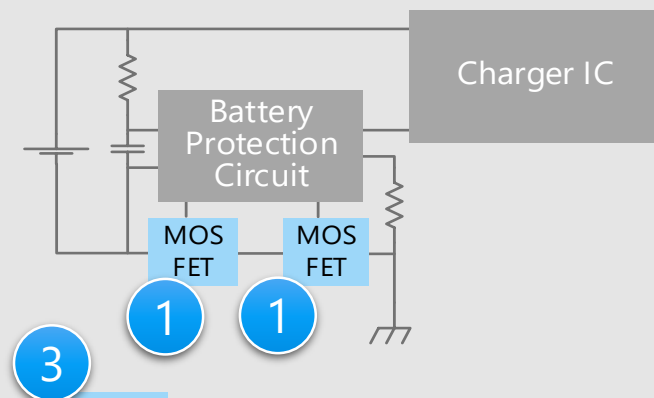 Charger IC
Battery
Protection
Circuit
MOS
FET
MOS
FET
1
1
3